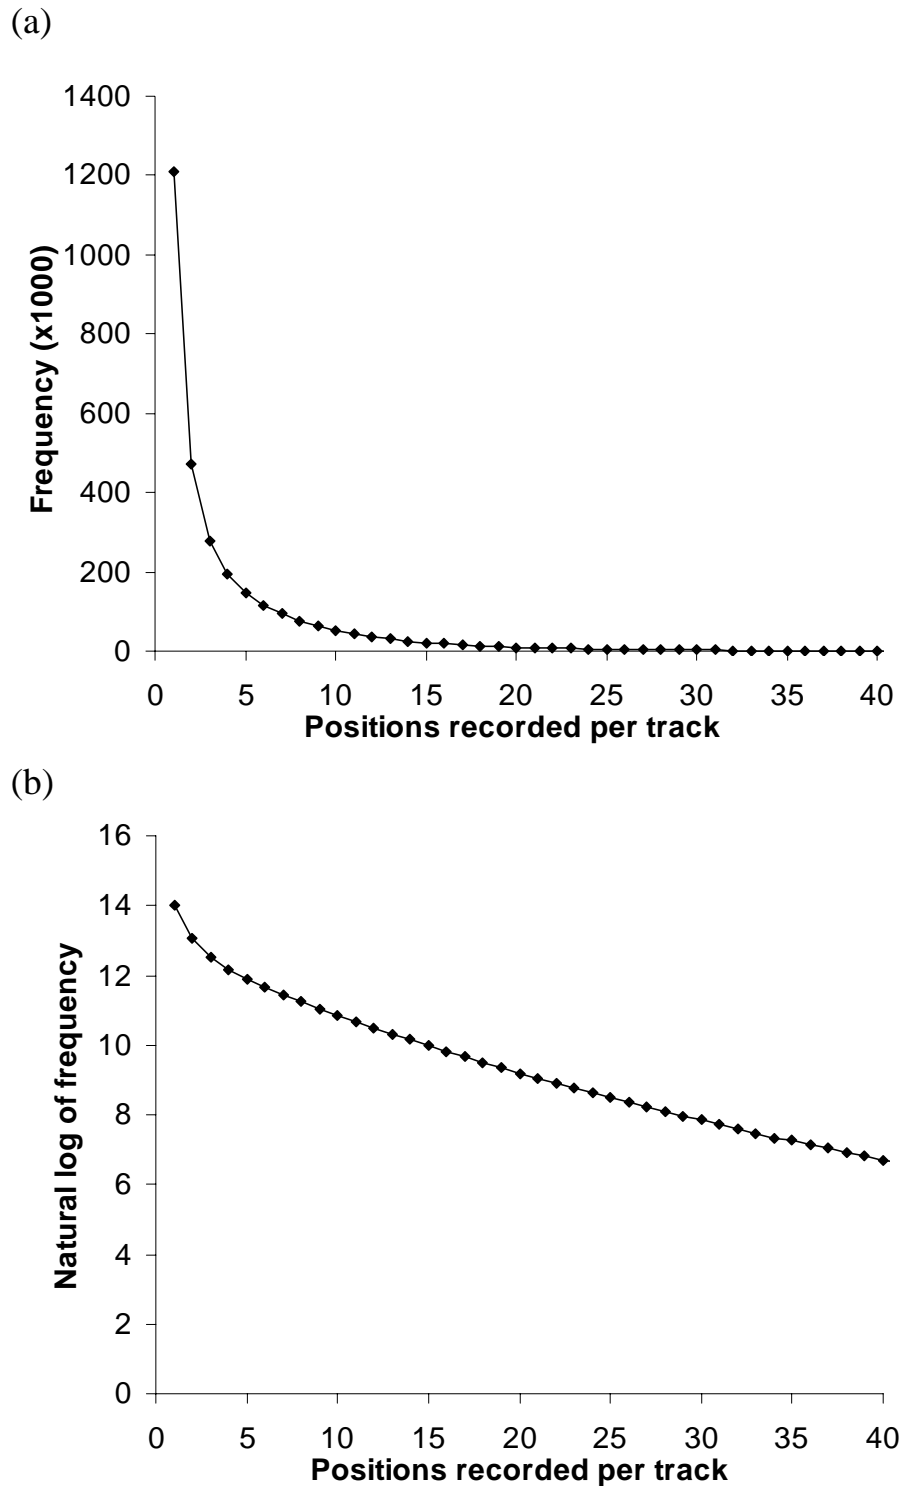 (a)
1400
1200
1000
800
600
400
200
0
Frequency (x1000)
0 5 10 15 20 25 30 35 40
Positions recorded per track
(b)
16
14
12
10
8
6
4
2
0
Natural log of frequency
0 5 10 15 20 25 30 35 40
Positions recorded per track